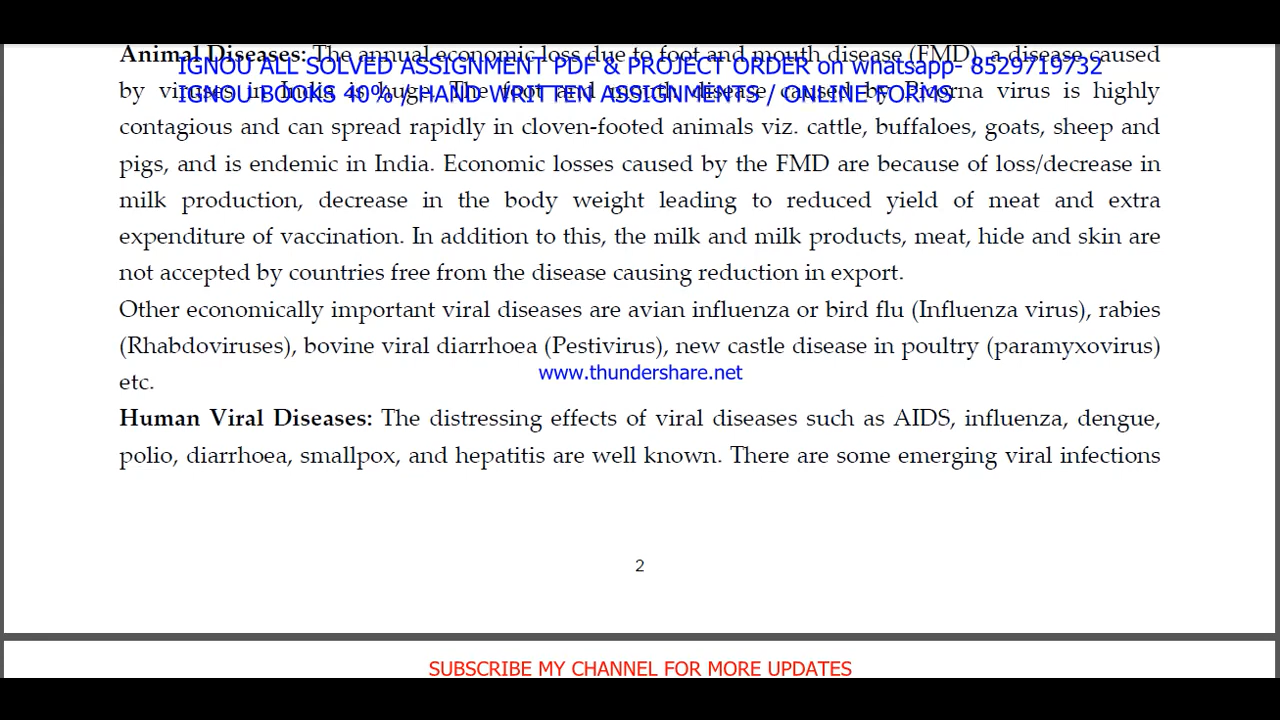 Animal Diseases: The annual economic loss due to foot and mouth disease (FMD), a disease caused
IGNOU ALL SOLVED ASSIGNMENT PDF & PROJECT ORDER on whatsapp- 8529719732
by viruses in India is huge. The foot and mouth disease caused by Picorna virus is highly
IGNOU BOOKS 40% / HAND WRITTEN ASSIGNMENTS / ONLINE FORMS
contagious and can spread rapidly in cloven-footed animals viz. cattle, buffaloes, goats, sheep and
pigs, and is endemic in India. Economic losses caused by the FMD are because of loss/decrease in
milk production, decrease in the body weight leading to reduced yield of meat and extra
expenditure of vaccination. In addition to this, the milk and milk products, meat, hide and skin are
not accepted by countries free from the disease causing reduction in export.
Other economically important viral diseases are avian influenza or bird flu (Influenza virus), rabies
(Rhabdoviruses), bovine viral diarrhoea (Pestivirus), new castle disease in poultry (paramyxovirus)
www.thundershare.net
etc.
Human Viral Diseases: The distressing effects of viral diseases such as AIDS, influenza, dengue,
polio, diarrhoea, smallpox, and hepatitis are well known. There are some emerging viral infections
2
SUBSCRIBE MY CHANNEL FOR MORE UPDATES